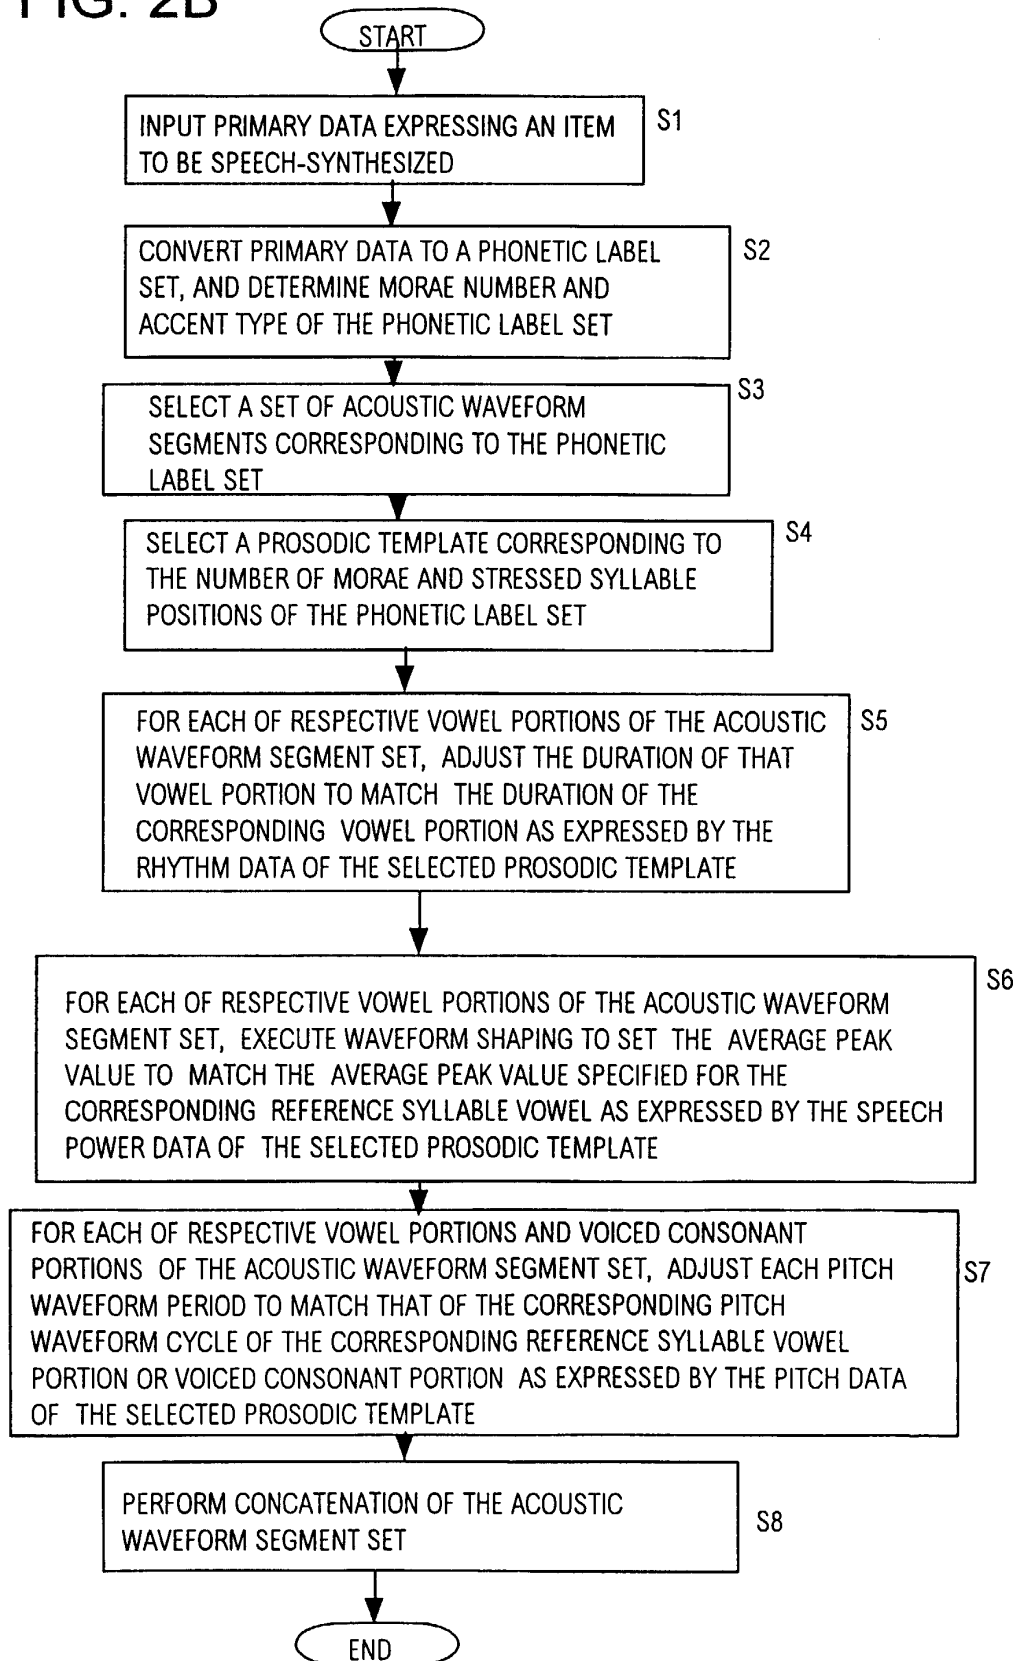 FIG. 2B
START
INPUT PRIMARY DATA EXPRESSING AN ITEM
TO BE SPEECH-SYNTHESIZED
S1
CONVERT PRIMARY DATA TO A PHONETIC LABEL
SET, AND DETERMINE MORAE NUMBER AND
ACCENT TYPE OF THE PHONETIC LABEL SET
S2
SELECT A SET OF ACOUSTIC WAVEFORM
SEGMENTS CORRESPONDING TO THE PHONETIC
LABEL SET
S3
SELECT A PROSODIC TEMPLATE CORRESPONDING TO
THE NUMBER OF MORAE AND STRESSED SYLLABLE
POSITIONS OF THE PHONETIC LABEL SET
S4
FOR EACH OF RESPECTIVE VOWEL PORTIONS OF THE ACOUSTIC
WAVEFORM SEGMENT SET, ADJUST THE DURATION OF THAT
VOWEL PORTION TO MATCH THE DURATION OF THE
CORRESPONDING VOWEL PORTION AS EXPRESSED BY THE
RHYTHM DATA OF THE SELECTED PROSODIC TEMPLATE
S5
FOR EACH OF RESPECTIVE VOWEL PORTIONS OF THE ACOUSTIC WAVEFORM
SEGMENT SET, EXECUTE WAVEFORM SHAPING TO SET THE AVERAGE PEAK
VALUE TO MATCH THE AVERAGE PEAK VALUE SPECIFIED FOR THE
CORRESPONDING REFERENCE SYLLABLE VOWEL AS EXPRESSED BY THE SPEECH
POWER DATA OF THE SELECTED PROSODIC TEMPLATE
S6
FOR EACH OF RESPECTIVE VOWEL PORTIONS AND VOICED CONSONANT
PORTIONS OF THE ACOUSTIC WAVEFORM SEGMENT SET, ADJUST EACH PITCH
WAVEFORM PERIOD TO MATCH THAT OF THE CORRESPONDING PITCH
WAVEFORM CYCLE OF THE CORRESPONDING REFERENCE SYLLABLE VOWEL
PORTION OR VOICED CONSONANT PORTION AS EXPRESSED BY THE PITCH DATA
OF THE SELECTED PROSODIC TEMPLATE
S7
PERFORM CONCATENATION OF THE ACOUSTIC
WAVEFORM SEGMENT SET
S8
END